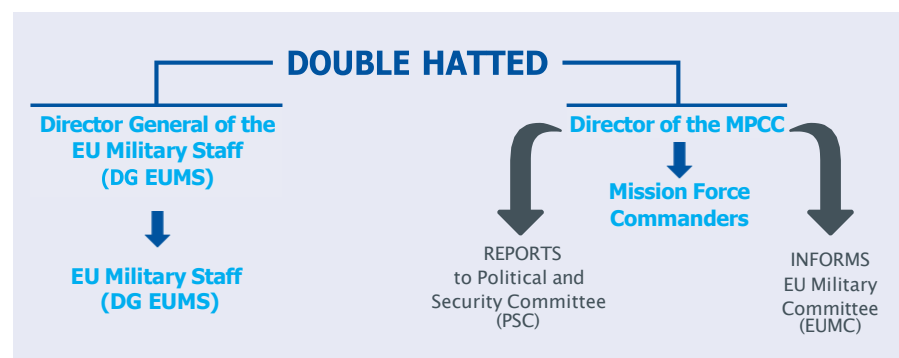 DOUBLE HATTED
Director General of the
EU Military Staff
(DG EUMS)
EU Military Staff
(DG EUMS)
Director of the MPCC
Mission Force
Commanders
REPORTS
to Political and
Security Committee
(PSC)
INFORMS
EU Military
Committee
(EUMC)